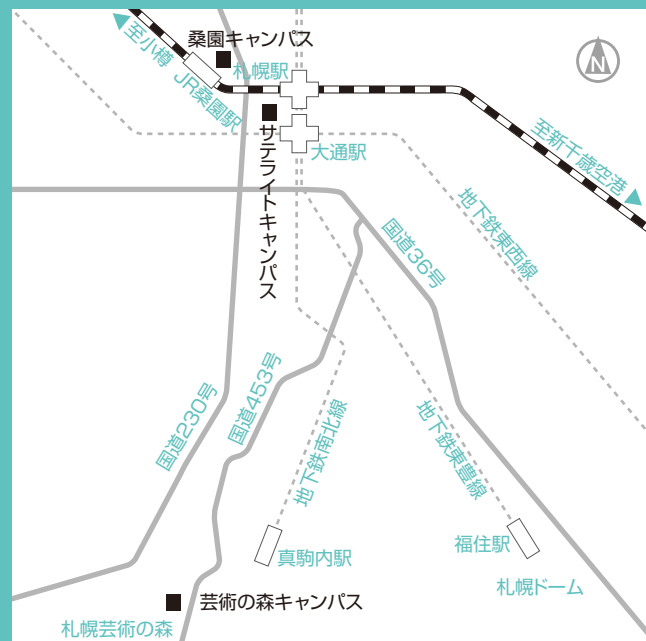 至小樽
桑園キャンパス
JR桑園駅
札幌駅
N
サテライトキャンパス
大通駅
至新千歳空港
地下鉄東西線
国道36号
国道230号
国道453号
地下鉄南北線
地下鉄東豊線
真駒内駅
福住駅
札幌ドーム
芸術の森キャンパス
札幌芸術の森